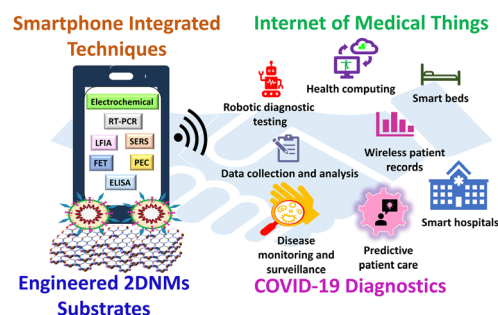 Smartphone Integrated
Techniques
Electrochemical
RT-PCR
LFIA
SERS
FET
PEC
ELISA
Engineered 2DNMs
Substrates
Internet of Medical Things
Health computing
Robotic diagnostic
testing
Smart beds
Data collection and analysis
Wireless patient
records
Disease
monitoring and
surveillance
Predictive
patient care
Smart hospitals
COVID-19 Diagnostics